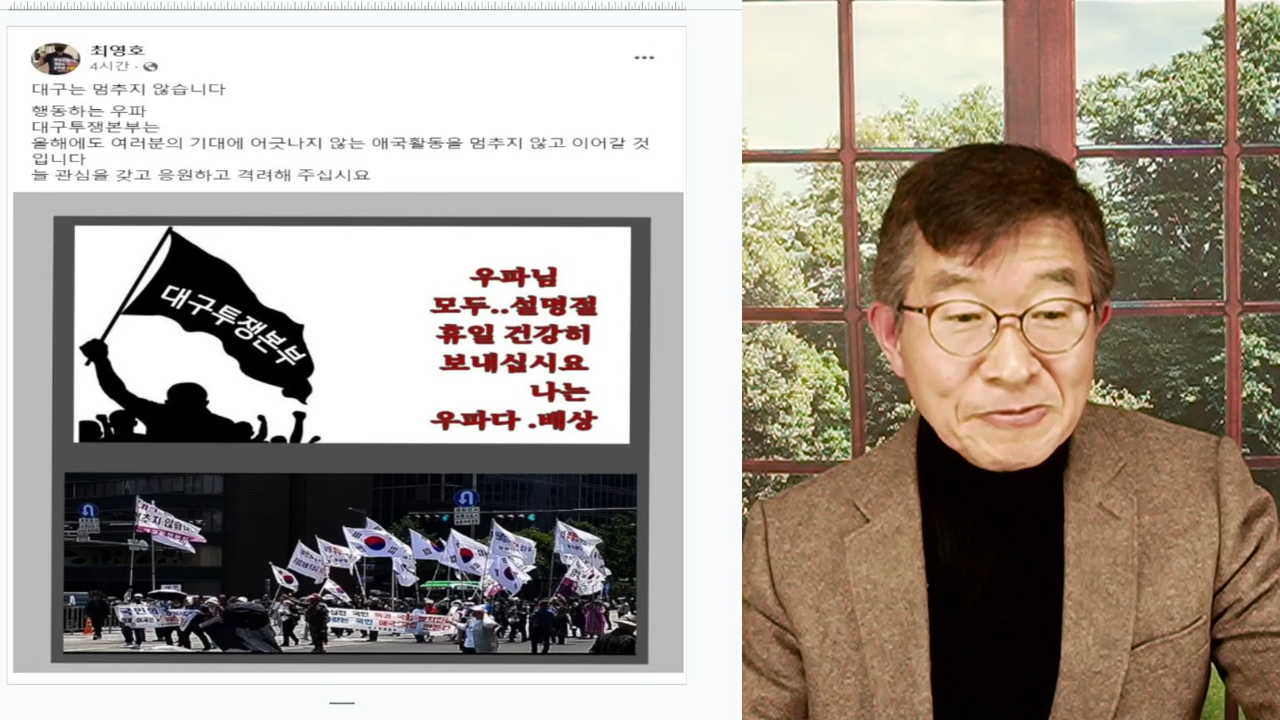 최영호
4시간 ·
대구는 멈추지 않습니다
행동하는 우파
대구투쟁본부는
올해에도 여러분의 기대에 어긋나지 않는 애국활동을 멈추지 않고 이어갈 것
입니다
늘 관심을 갖고 응원하고 격려해 주십시요
대구투쟁본부
우파님
모두..설명절
휴일 건강히
보내십시요
나는
우파다 .배상